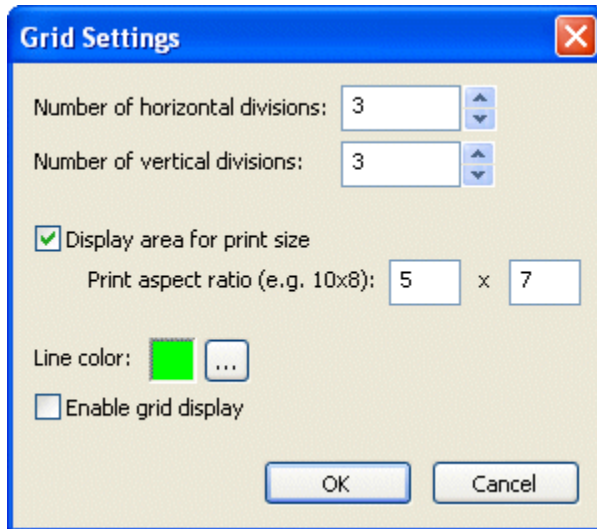 Grid Settings
Number of horizontal divisions: 3
Number of vertical divisions: 3
Display area for print size
Print aspect ratio (e.g. 10x8): 5 x 7
Line color: ...
Enable grid display
OK Cancel